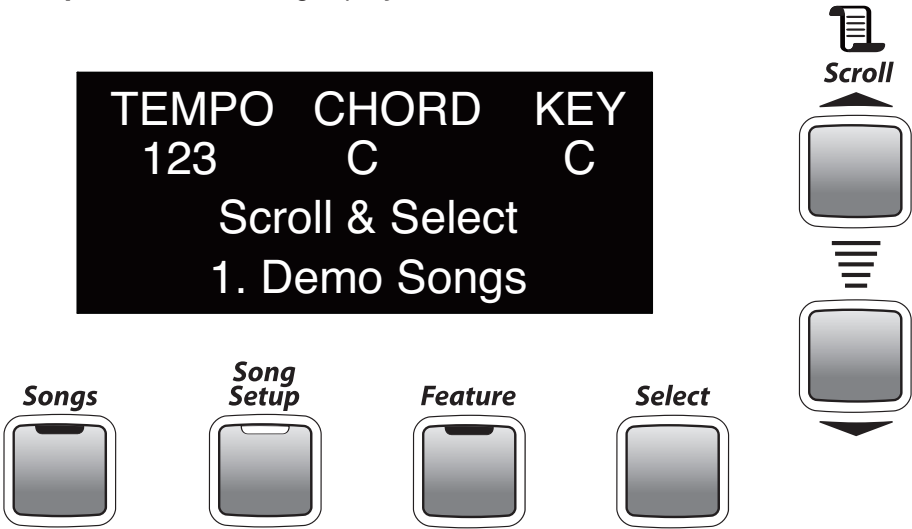 Scroll
TEMPO CHORD KEY
123 C C
Scroll & Select
1. Demo Songs
Songs
Song
Setup
Feature
Select